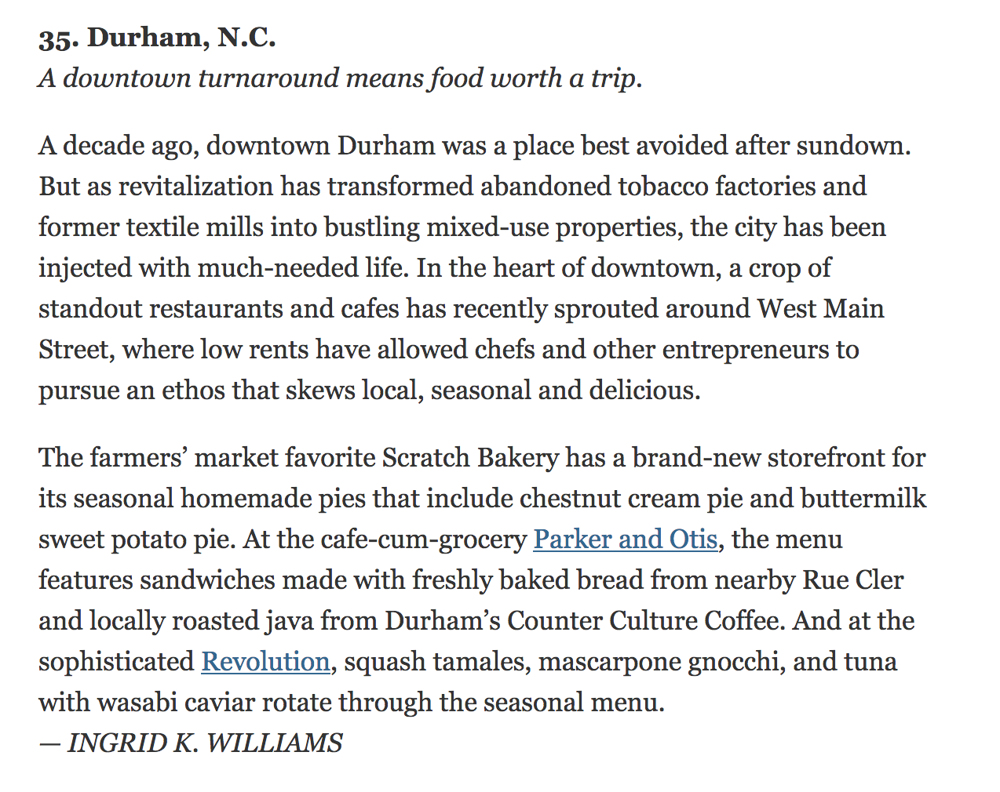 35. Durham, N.C.
A downtown turnaround means food worth a trip.
A decade ago, downtown Durham was a place best avoided after sundown.
But as revitalization has transformed abandoned tobacco factories and
former textile mills into bustling mixed-use properties, the city has been
injected with much-needed life. In the heart of downtown, a crop of
standout restaurants and cafes has recently sprouted around West Main
Street, where low rents have allowed chefs and other entrepreneurs to
pursue an ethos that skews local, seasonal and delicious.
The farmers’ market favorite Scratch Bakery has a brand-new storefront for
its seasonal homemade pies that include chestnut cream pie and buttermilk
sweet potato pie. At the cafe-cum-grocery Parker and Otis, the menu
features sandwiches made with freshly baked bread from nearby Rue Cler
and locally roasted java from Durham’s Counter Culture Coffee. And at the
sophisticated Revolution, squash tamales, mascarpone gnocchi, and tuna
with wasabi caviar rotate through the seasonal menu.
— INGRID K. WILLIAMS